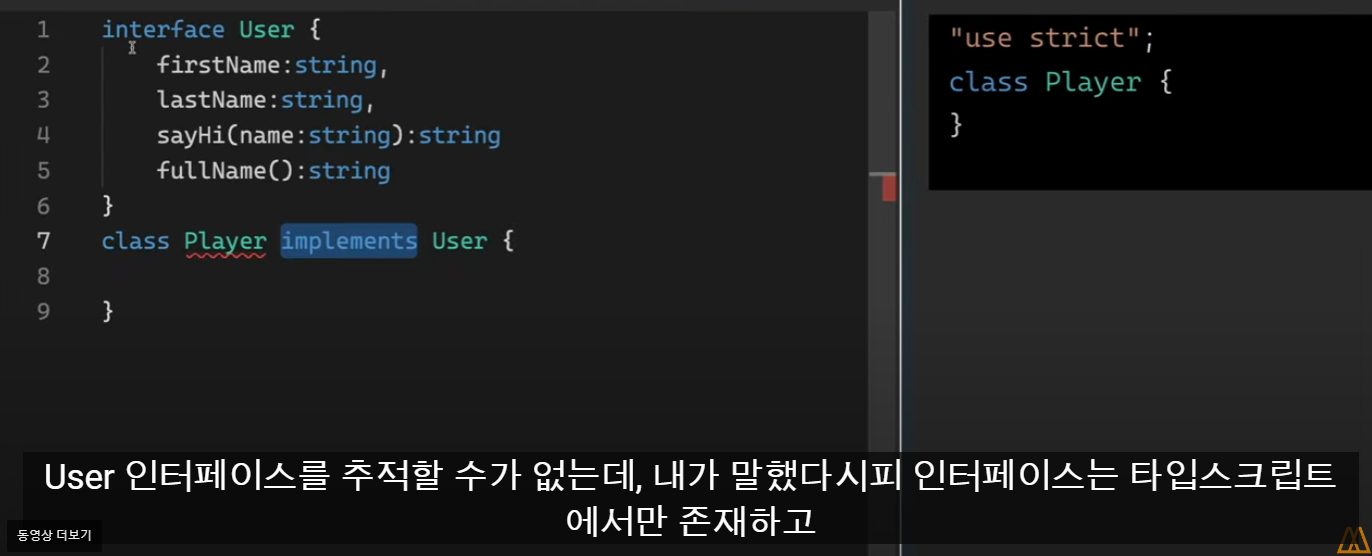 1 interface User {
2 firstName:string,
3 lastName:string,
4 sayHi(name:string):string
5 fullName():string
6 }
7 class Player implements User {
8
9 }
"use strict";
class Player {
}
User 인터페이스를 추적할 수가 없는데, 내가 말했다시피 인터페이스는 타입스크립트
에서만 존재하고
동영상 더보기